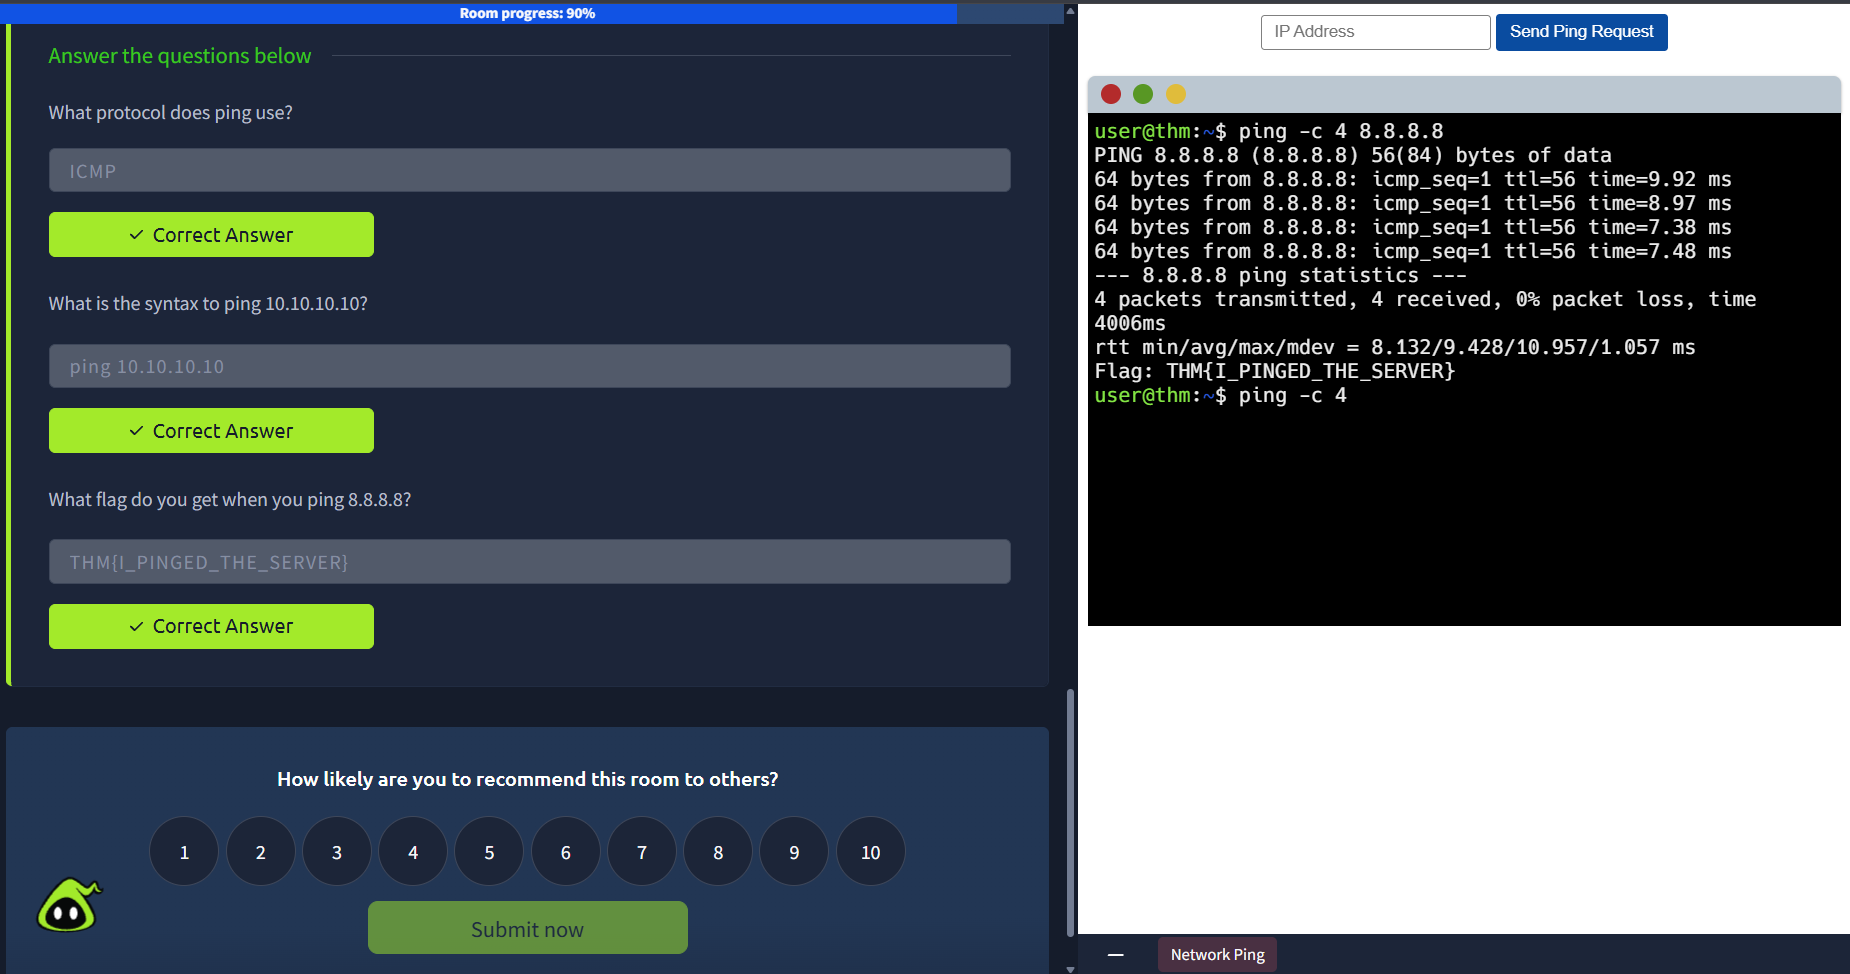 Room progress: 90%
Answer the questions below
What protocol does ping use?
ICMP
✓ Correct Answer
What is the syntax to ping 10.10.10.10?
ping 10.10.10.10
✓ Correct Answer
What flag do you get when you ping 8.8.8.8?
THM{I_PINGED_THE_SERVER}
✓ Correct Answer
How likely are you to recommend this room to others?
1 2 3 4 5 6 7 8 9 10
Submit now
IP Address Send Ping Request
user@thm:~$ ping -c 4 8.8.8.8
PING 8.8.8.8 (8.8.8.8) 56(84) bytes of data
64 bytes from 8.8.8.8: icmp_seq=1 ttl=56 time=9.92 ms
64 bytes from 8.8.8.8: icmp_seq=1 ttl=56 time=8.97 ms
64 bytes from 8.8.8.8: icmp_seq=1 ttl=56 time=7.38 ms
64 bytes from 8.8.8.8: icmp_seq=1 ttl=56 time=7.48 ms
--- 8.8.8.8 ping statistics ---
4 packets transmitted, 4 received, 0% packet loss, time
4006ms
rtt min/avg/max/mdev = 8.132/9.428/10.957/1.057 ms
Flag: THM{I_PINGED_THE_SERVER}
user@thm:~$ ping -c 4
Network Ping